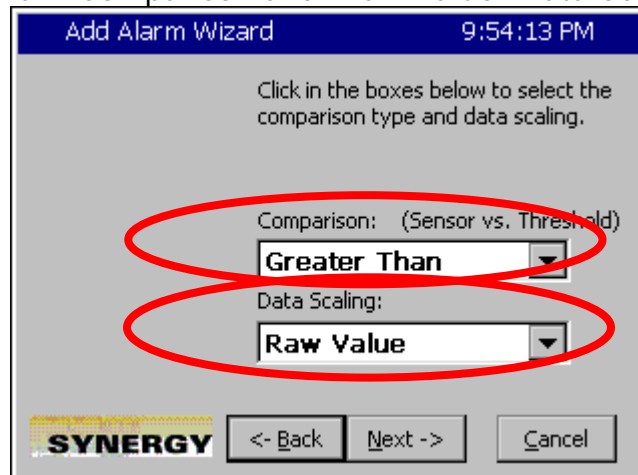 Add Alarm Wizard 9:54:13 PM
Click in the boxes below to select the
comparison type and data scaling.
Comparison: (Sensor vs. Threshold)
Greater Than
Data Scaling:
Raw Value
SYNERGY <- Back Next -> Cancel